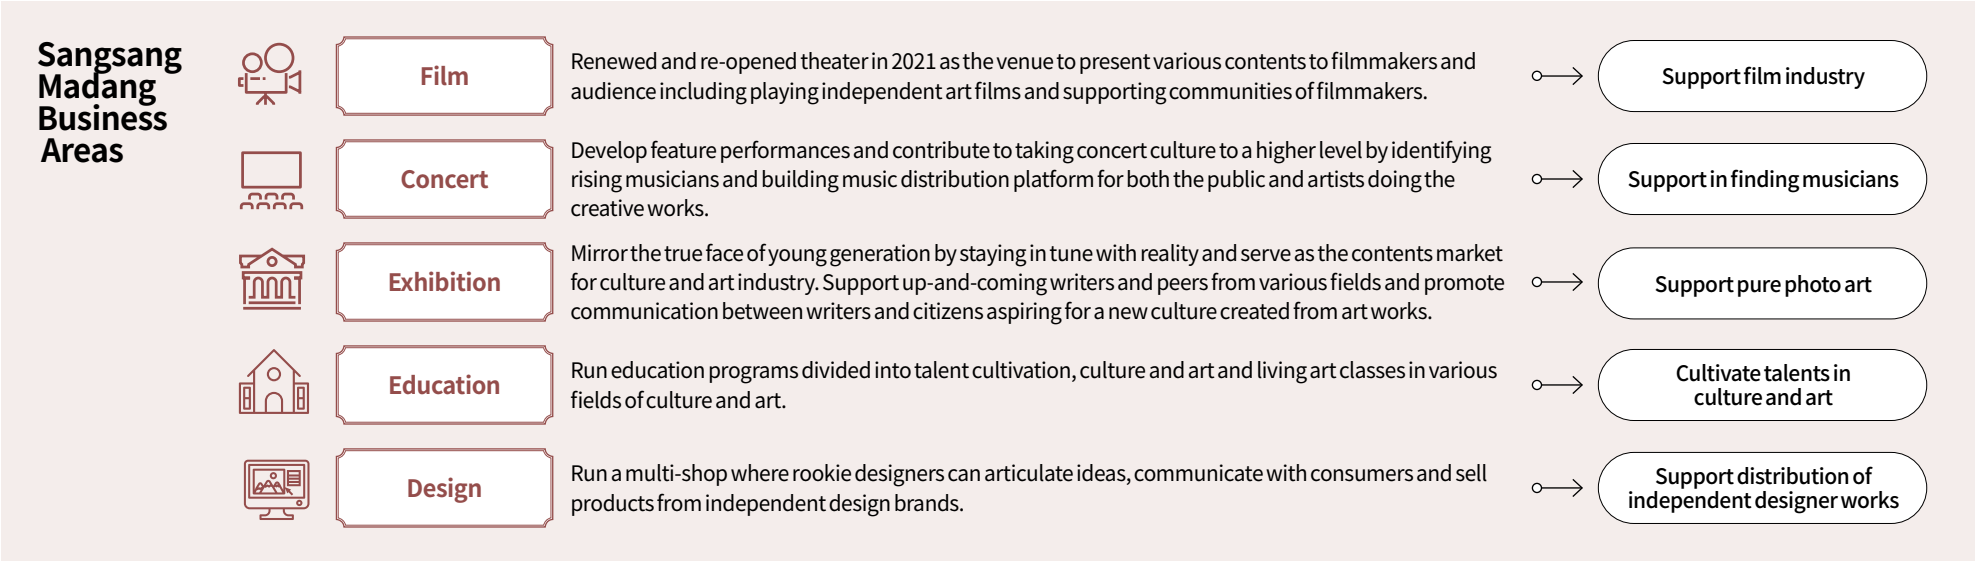 Sangsang
Madang
Business
Areas
Film
Renewed and re-opened theater in 2021 as the venue to present various contents to filmmakers and
audience including playing independent art films and supporting communities of filmmakers.
Support film industry
Concert
Develop feature performances and contribute to taking concert culture to a higher level by identifying
rising musicians and building music distribution platform for both the public and artists doing the
creative works.
Support in finding musicians
Exhibition
Mirror the true face of young generation by staying in tune with reality and serve as the contents market
for culture and art industry. Support up-and-coming writers and peers from various fields and promote
communication between writers and citizens aspiring for a new culture created from art works.
Support pure photo art
Education
Run education programs divided into talent cultivation, culture and art and living art classes in various
fields of culture and art.
Cultivate talents in
culture and art
Design
Run a multi-shop where rookie designers can articulate ideas, communicate with consumers and sell
products from independent design brands.
Support distribution of
independent designer works